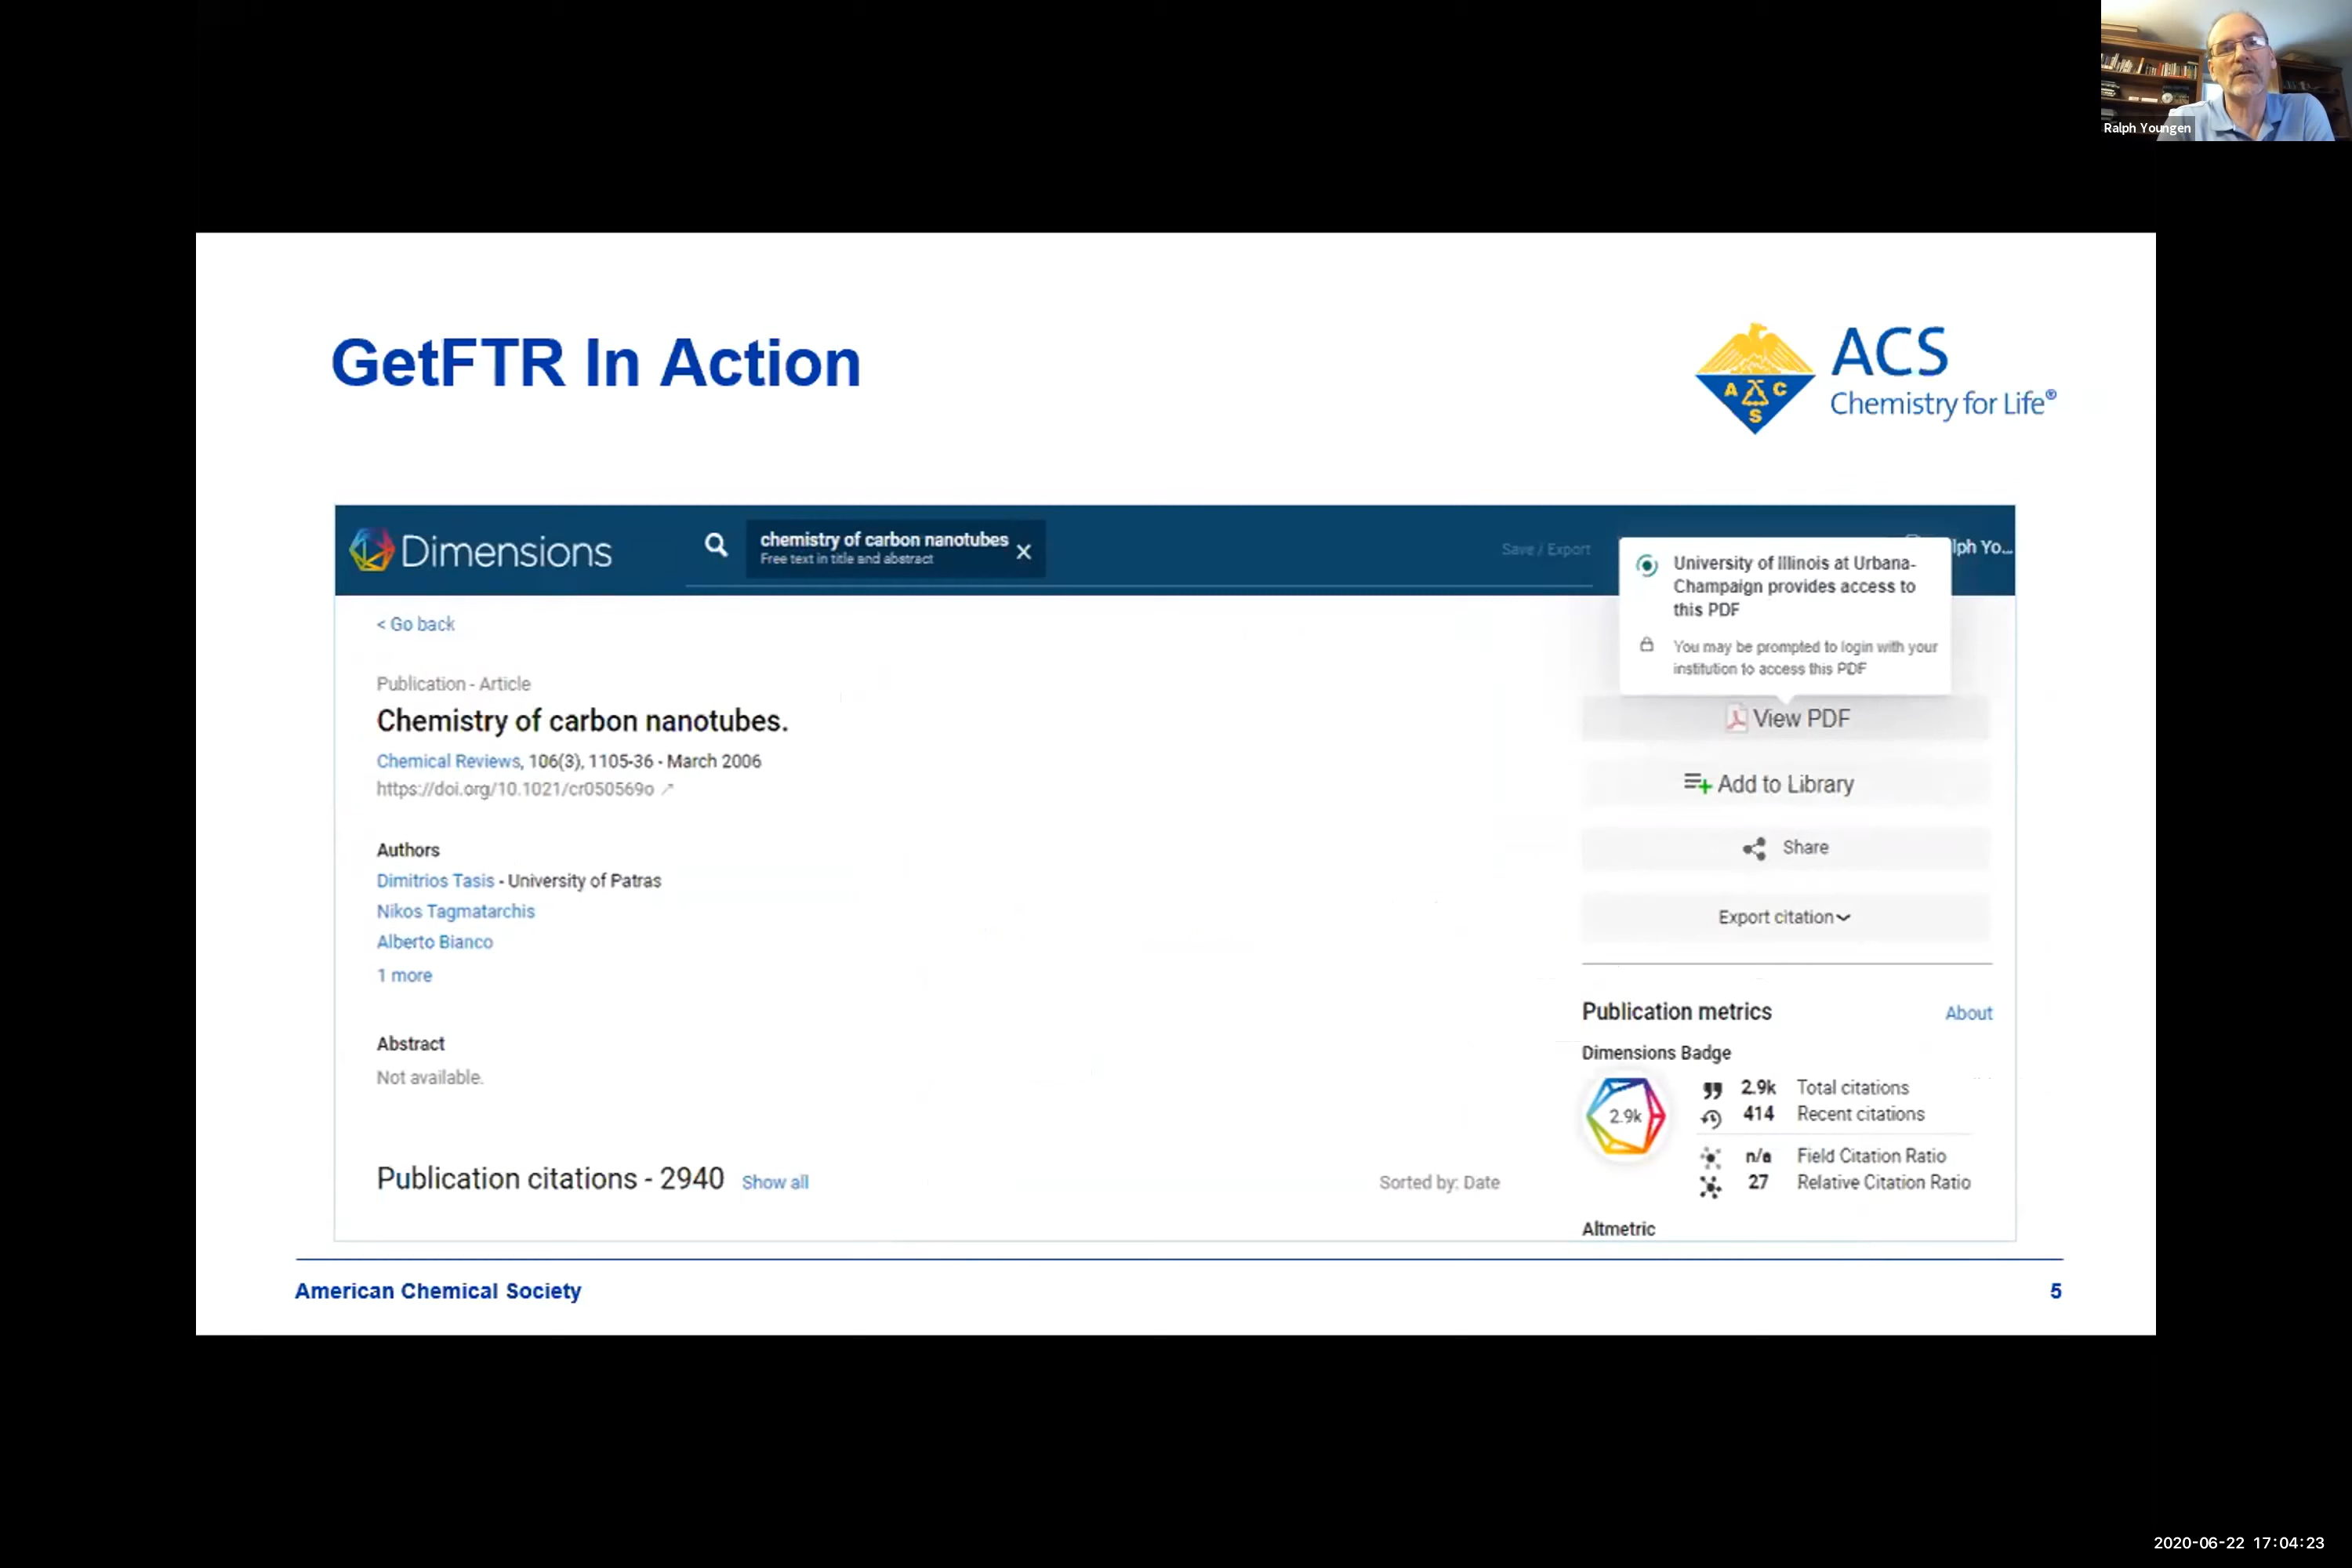 Ralph Youngen
GetFTR In Action
A C S
ACS
Chemistry for Life®
Dimensions
chemistry of carbon nanotubes
Free text in title and abstract
Save / Export
lph Yo...
University of Illinois at Urbana-
Champaign provides access to
this PDF
You may be prompted to login with your
institution to access this PDF
< Go back
Publication - Article
Chemistry of carbon nanotubes.
Chemical Reviews, 106(3), 1105-36 - March 2006
https://doi.org/10.1021/cr050569o
Authors
Dimitrios Tasis - University of Patras
Nikos Tagmatarchis
Alberto Bianco
1 more
Abstract
Not available.
Publication citations - 2940 Show all
Sorted by: Date
View PDF
Add to Library
Share
Export citation
Publication metrics About
Dimensions Badge
2.9k
2.9k Total citations
414 Recent citations
n/a Field Citation Ratio
27 Relative Citation Ratio
Altmetric
American Chemical Society
5
2020-06-22 17:04:23